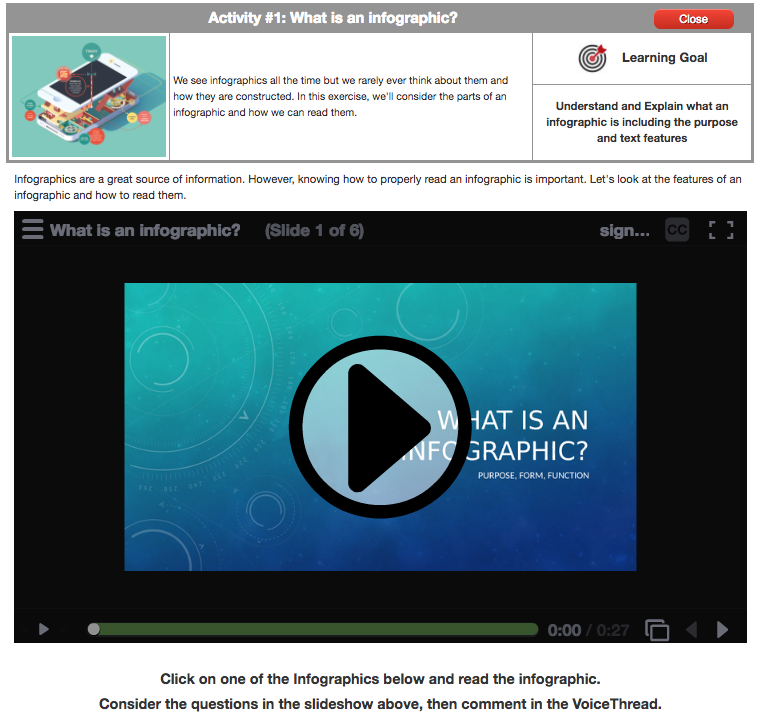 Activity #1: What is an infographic?
Close
We see infographics all the time but we rarely ever think about them and
how they are constructed. In this exercise, we'll consider the parts of an
infographic and how we can read them.
Learning Goal
Understand and Explain what an
infographic is including the purpose
and text features
Infographics are a great source of information. However, knowing how to properly read an infographic is important. Let's look at the features of an
infographic and how to read them.
What is an infographic? (Slide 1 of 6)
sign...
CC
WHAT IS AN
INFOGRAPHIC?
PURPOSE, FORM, FUNCTION
0:00 / 0:27
Click on one of the Infographics below and read the infographic.
Consider the questions in the slideshow above, then comment in the VoiceThread.